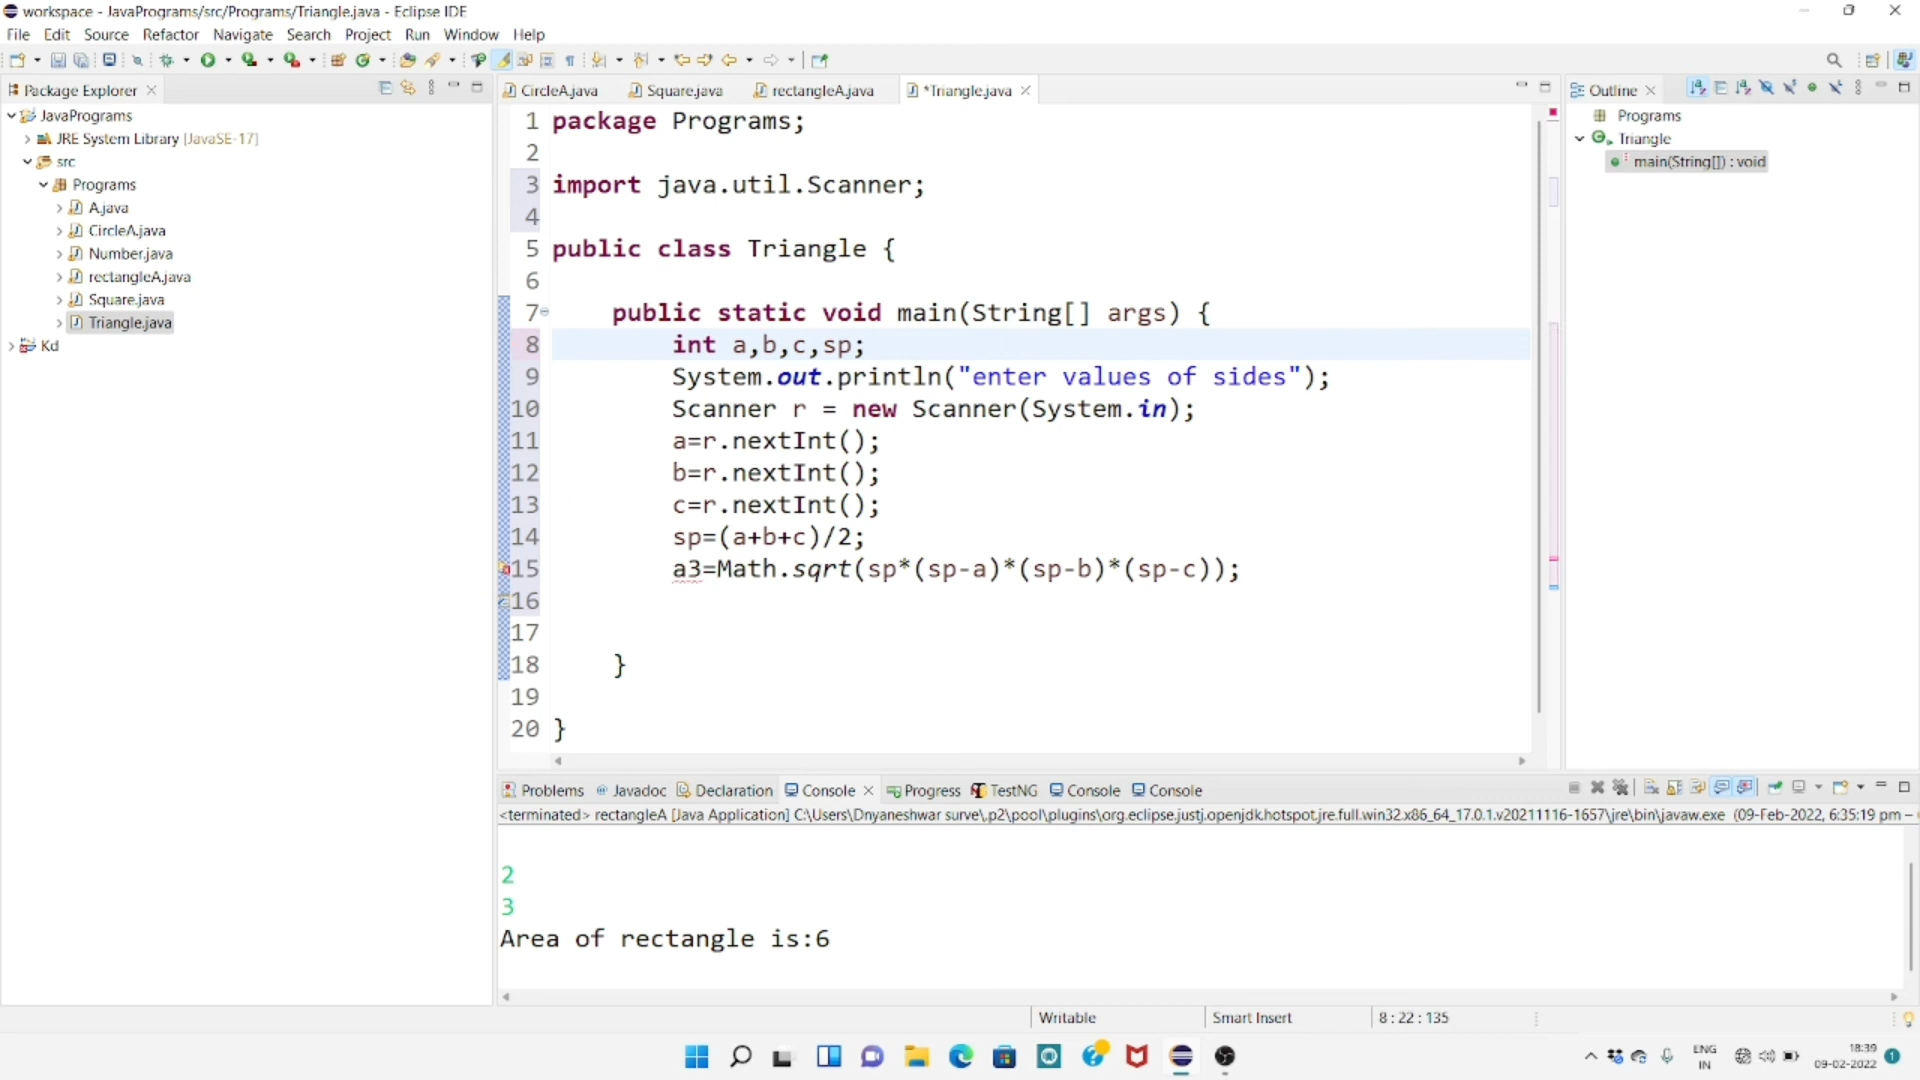 workspace - JavaPrograms/src/Programs/Triangle.java - Eclipse IDE
File Edit Source Refactor Navigate Search Project Run Window Help
Package Explorer
JavaPrograms
JRE System Library [JavaSE-17]
src
Programs
A.java
CircleA.java
Number.java
rectangleA.java
Square.java
Triangle.java
Kd
CircleA.java Square.java rectangleA.java *Triangle.java
1 package Programs;
2
3 import java.util.Scanner;
4
5 public class Triangle {
6
7 public static void main(String[] args) {
8 int a,b,c,sp;
9 System.out.println("enter values of sides");
10 Scanner r = new Scanner(System.in);
11 a=r.nextInt();
12 b=r.nextInt();
13 c=r.nextInt();
14 sp=(a+b+c)/2;
15 a3=Math.sqrt(sp*(sp-a)*(sp-b)*(sp-c));
16
17
18 }
19
20 }
Outline
Programs
Triangle
main(String[]) : void
Problems Javadoc Declaration Console Progress TestNG Console Console
<terminated> rectangleA [Java Application] C:\Users\Dnyaneshwar surve\.p2\pool\plugins\org.eclipse.justj.openjdk.hotspot.jre.full.win32.x86_64_17.0.1.v20211116-1657\jre\bin\javaw.exe (09-Feb-2022, 6:35:19 pm –
2
3
Area of rectangle is:6
Writable Smart Insert 8 : 22 : 135
ENG
IN
18:39
09-02-2022
1